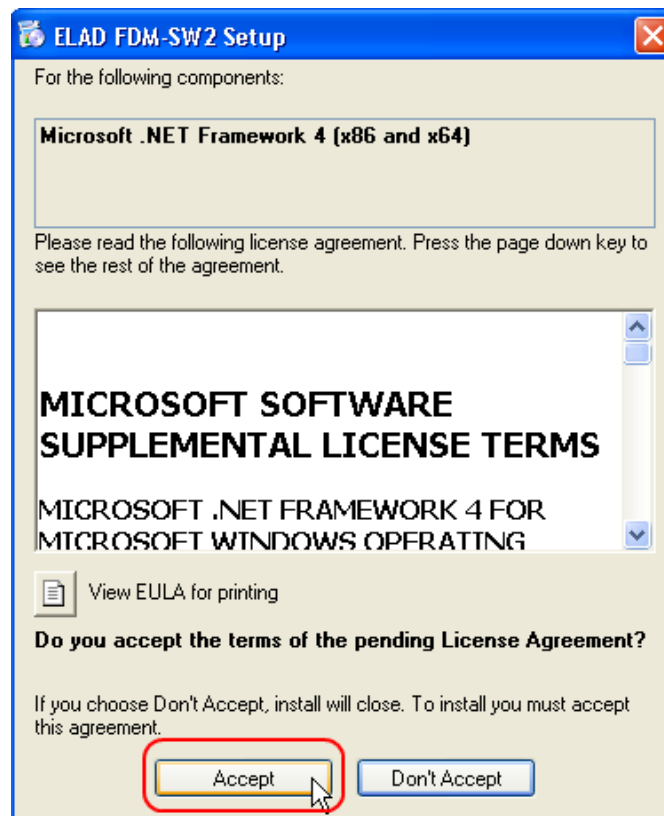 ELAD FDM-SW2 Setup
For the following components:
Microsoft .NET Framework 4 (x86 and x64)
Please read the following license agreement. Press the page down key to
see the rest of the agreement.
MICROSOFT SOFTWARE
SUPPLEMENTAL LICENSE TERMS
MICROSOFT .NET FRAMEWORK 4 FOR
MICROSOFT WINDOWS OPERATING
View EULA for printing
Do you accept the terms of the pending License Agreement?
If you choose Don't Accept, install will close. To install you must accept
this agreement.
Accept
Don't Accept